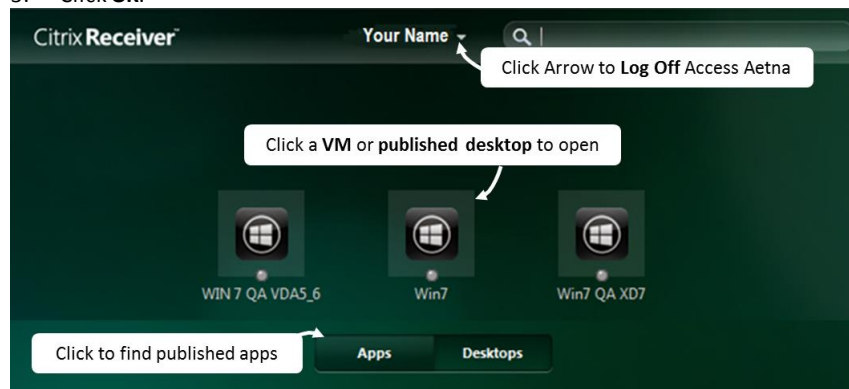 Citrix Receiver™
Your Name
Click Arrow to Log Off Access Aetna
Click a VM or published desktop to open
WIN 7 QA VDA5_6
Win7
Win7 QA XD7
Click to find published apps
Apps
Desktops